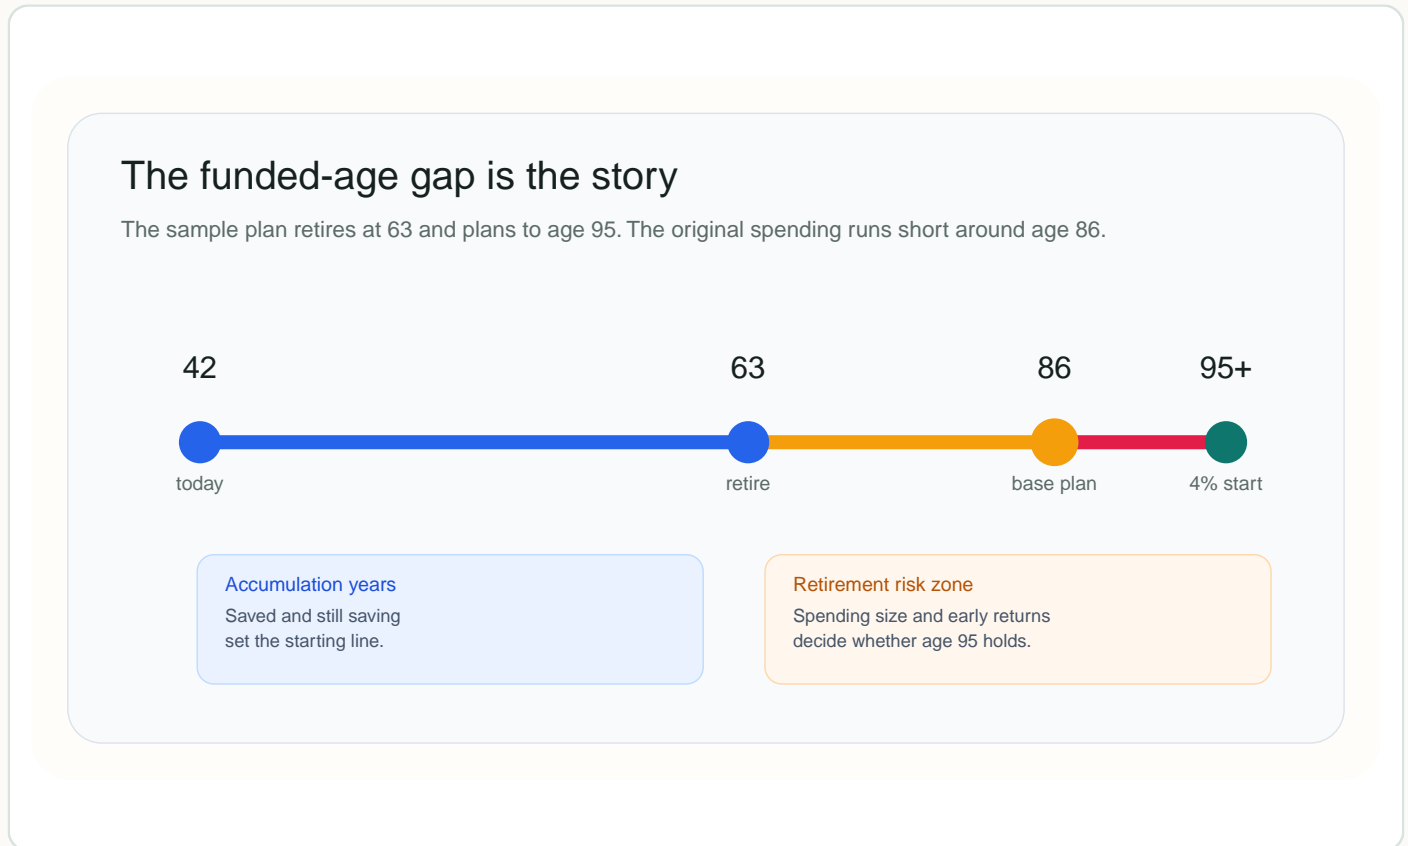 The funded-age gap is the story
The sample plan retires at 63 and plans to age 95. The original spending runs short around age 86.
42
63
86
95+
today
retire
base plan
4% start
Accumulation years
Saved and still saving
set the starting line.
Retirement risk zone
Spending size and early returns
decide whether age 95 holds.